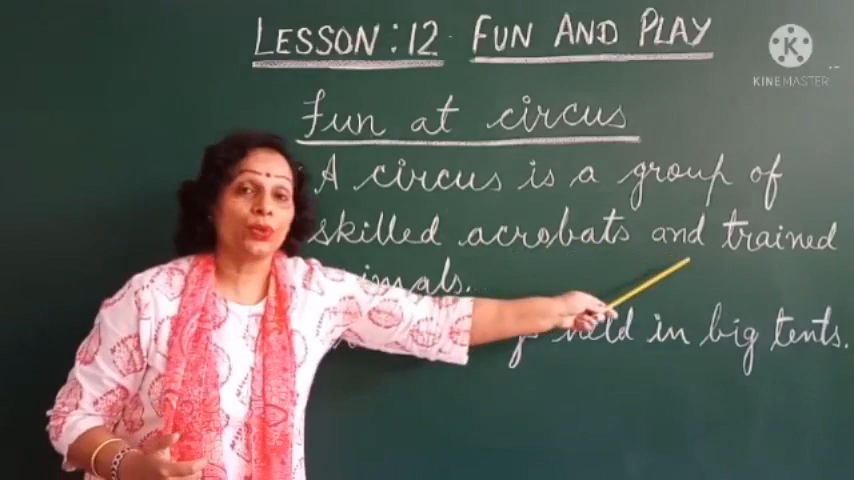 LESSON: 12 FUN AND PLAY
K
KINEMASTER
Fun at circus
A circus is a group of
skilled acrobats and trained
held in big tents.